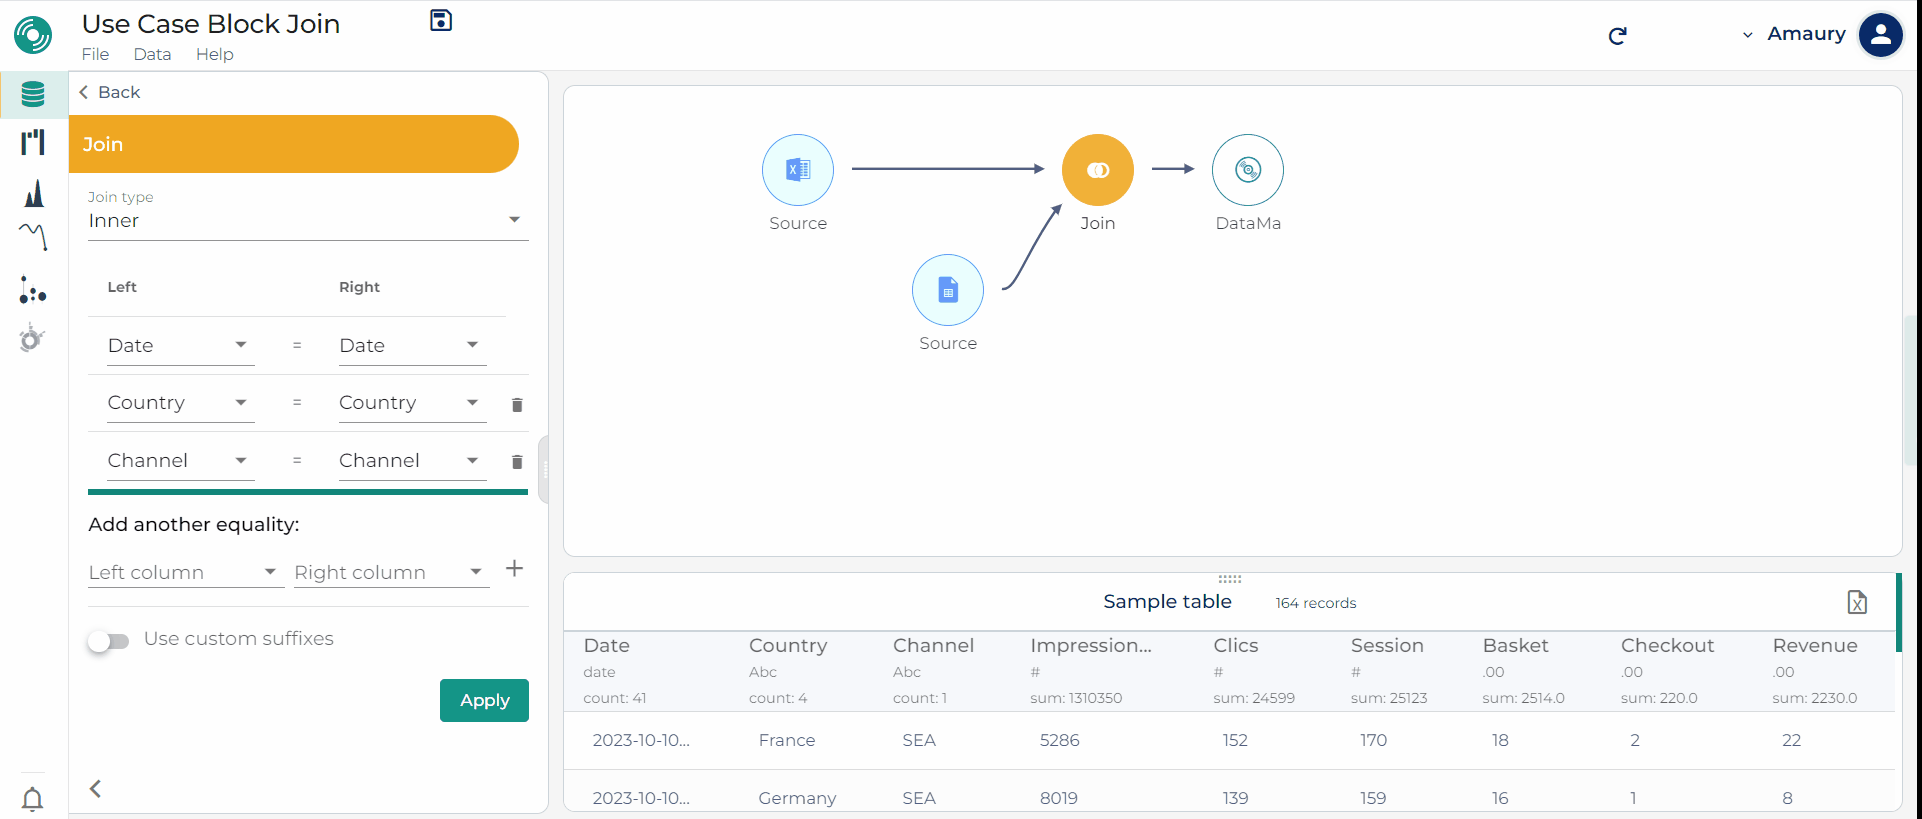 Use Case Block Join
File Data Help
Amaury
Back
Join
Join type
Inner
Left Right
Date = Date
Country = Country
Channel = Channel
Add another equality:
Left column Right column +
Use custom suffixes
Apply
Source
Join
DataMa
Source
Sample table 164 records
Date Country Channel Impression... Clics Session Basket Checkout Revenue
date Abc Abc # # # .00 .00 .00
count: 41 count: 4 count: 1 sum: 1310350 sum: 24599 sum: 25123 sum: 2514.0 sum: 220.0 sum: 2230.0
2023-10-10... France SEA 5286 152 170 18 2 22
2023-10-10... Germany SEA 8019 139 159 16 1 8